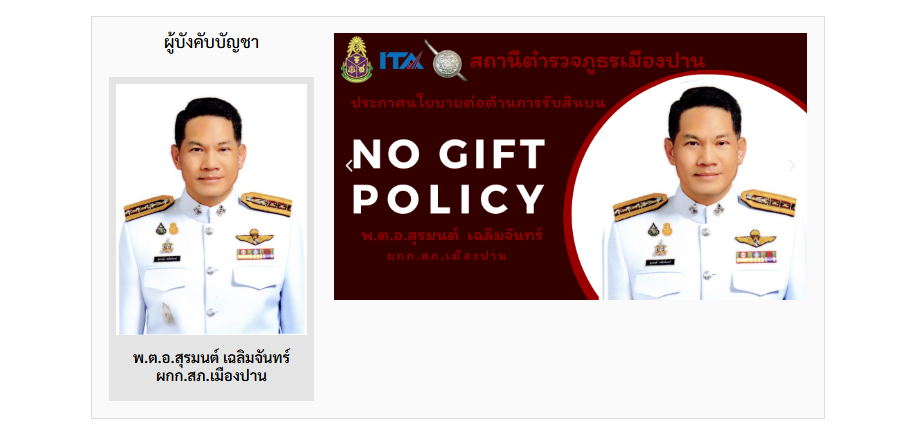 ผู้บังคับบัญชา
พ.ต.อ.สุรมนต์ เฉลิมจันทร์
ผกก.สภ.เมืองปาน
ITA สถานีตำรวจภูธรเมืองปาน
ประกาศนโยบายต่อต้านการรับสินบน
NO GIFT
POLICY
พ.ต.อ.สุรมนต์ เฉลิมจันทร์
ผกก.สภ.เมืองปาน